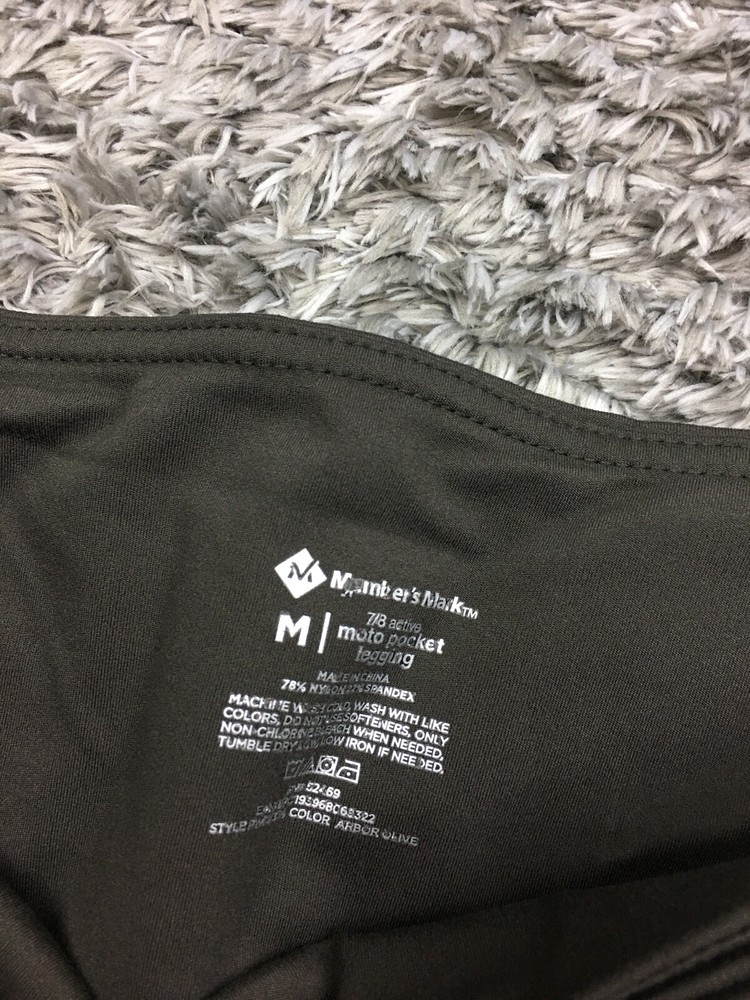 Member's Mark™
M
7/8 active
moto pocket
legging
MADE IN CHINA
78% NYLON 22% SPANDEX
MACHINE WASH COLD, WASH WITH LIKE
COLORS, DO NOT USE SOFTENERS, ONLY
NON-CHLORINE BLEACH WHEN NEEDED,
TUMBLE DRY LOW, LOW IRON IF NEEDED.
COLOR ARBOR OLIVE